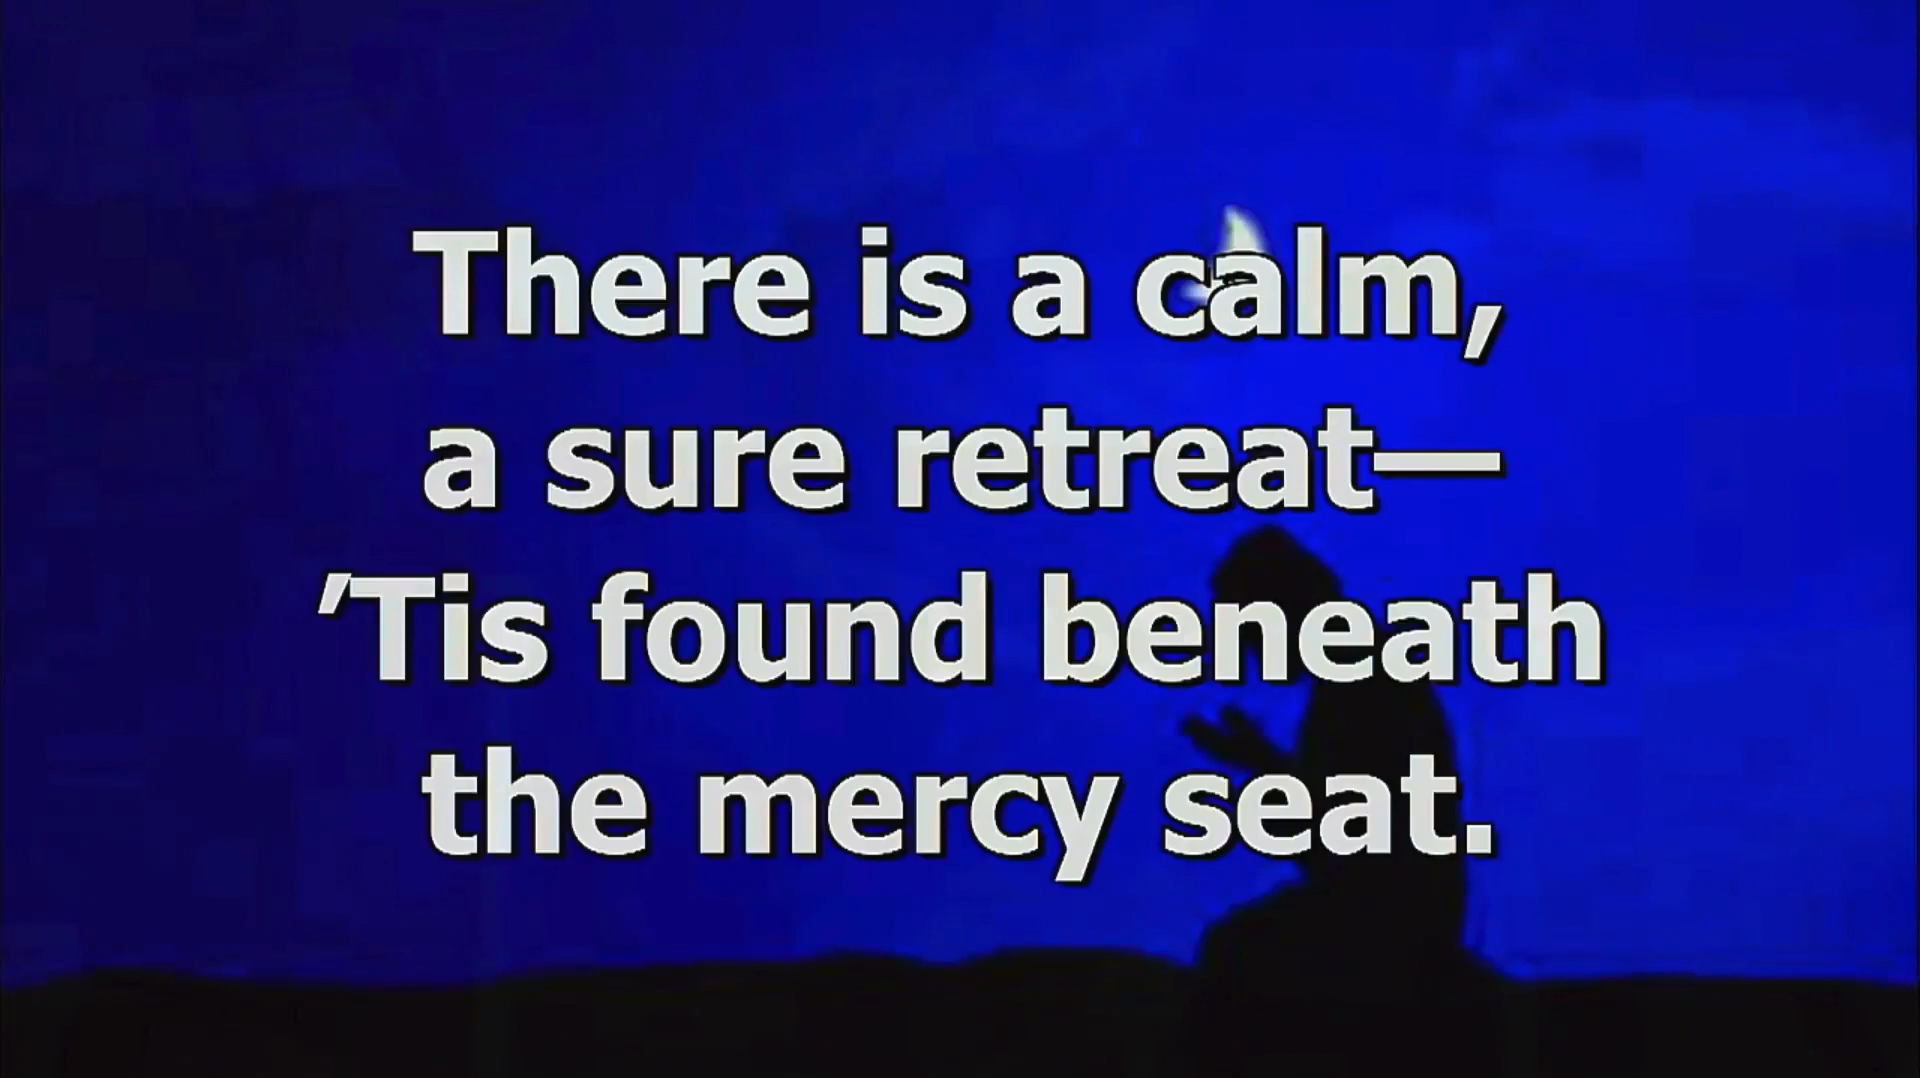 There is a calm,
a sure retreat—
’Tis found beneath
the mercy seat.